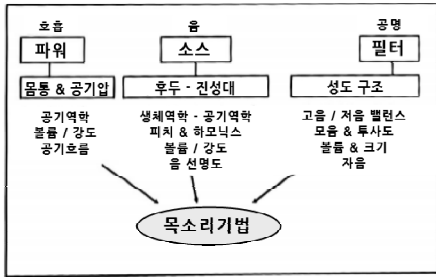 호흡
음
공명
파워
소스
필터
몸통 & 공기압
후두 - 진성대
성도 구조
공기역학
볼륨 / 강도
공기흐름
생체역학 - 공기역학
피치 & 하모닉스
볼륨 / 강도
음 선명도
고음 / 저음 밸런스
모음 & 투사도
볼륨 & 크기
자음
목소리기법